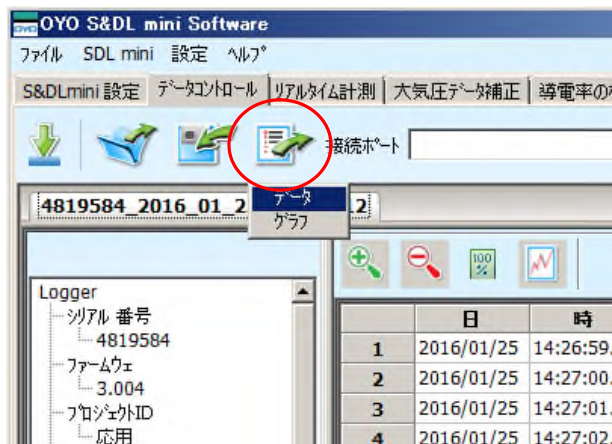 OYO S&DL mini Software
ファイル SDL mini 設定 ヘルプ
S&DLmini 設定 データコントロール リアルタイム計測 大気圧データ補正 導電率の
接続ポート
4819584_2016_01_2 12
データ
グラフ
Logger
シリアル 番号
4819584
ファームウェ
3.004
プロジェクトID
応用
100%
日 時
1 2016/01/25 14:26:59.
2 2016/01/25 14:27:00.
3 2016/01/25 14:27:01.
4 2016/01/25 14:27:02.